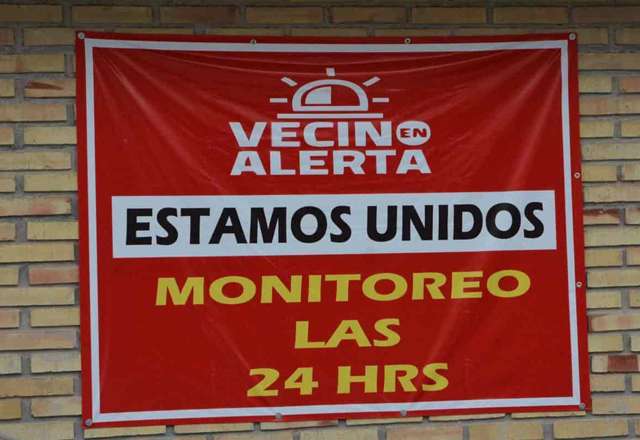 VECINO EN
ALERTA
ESTAMOS UNIDOS
MONITOREO
LAS
24 HRS